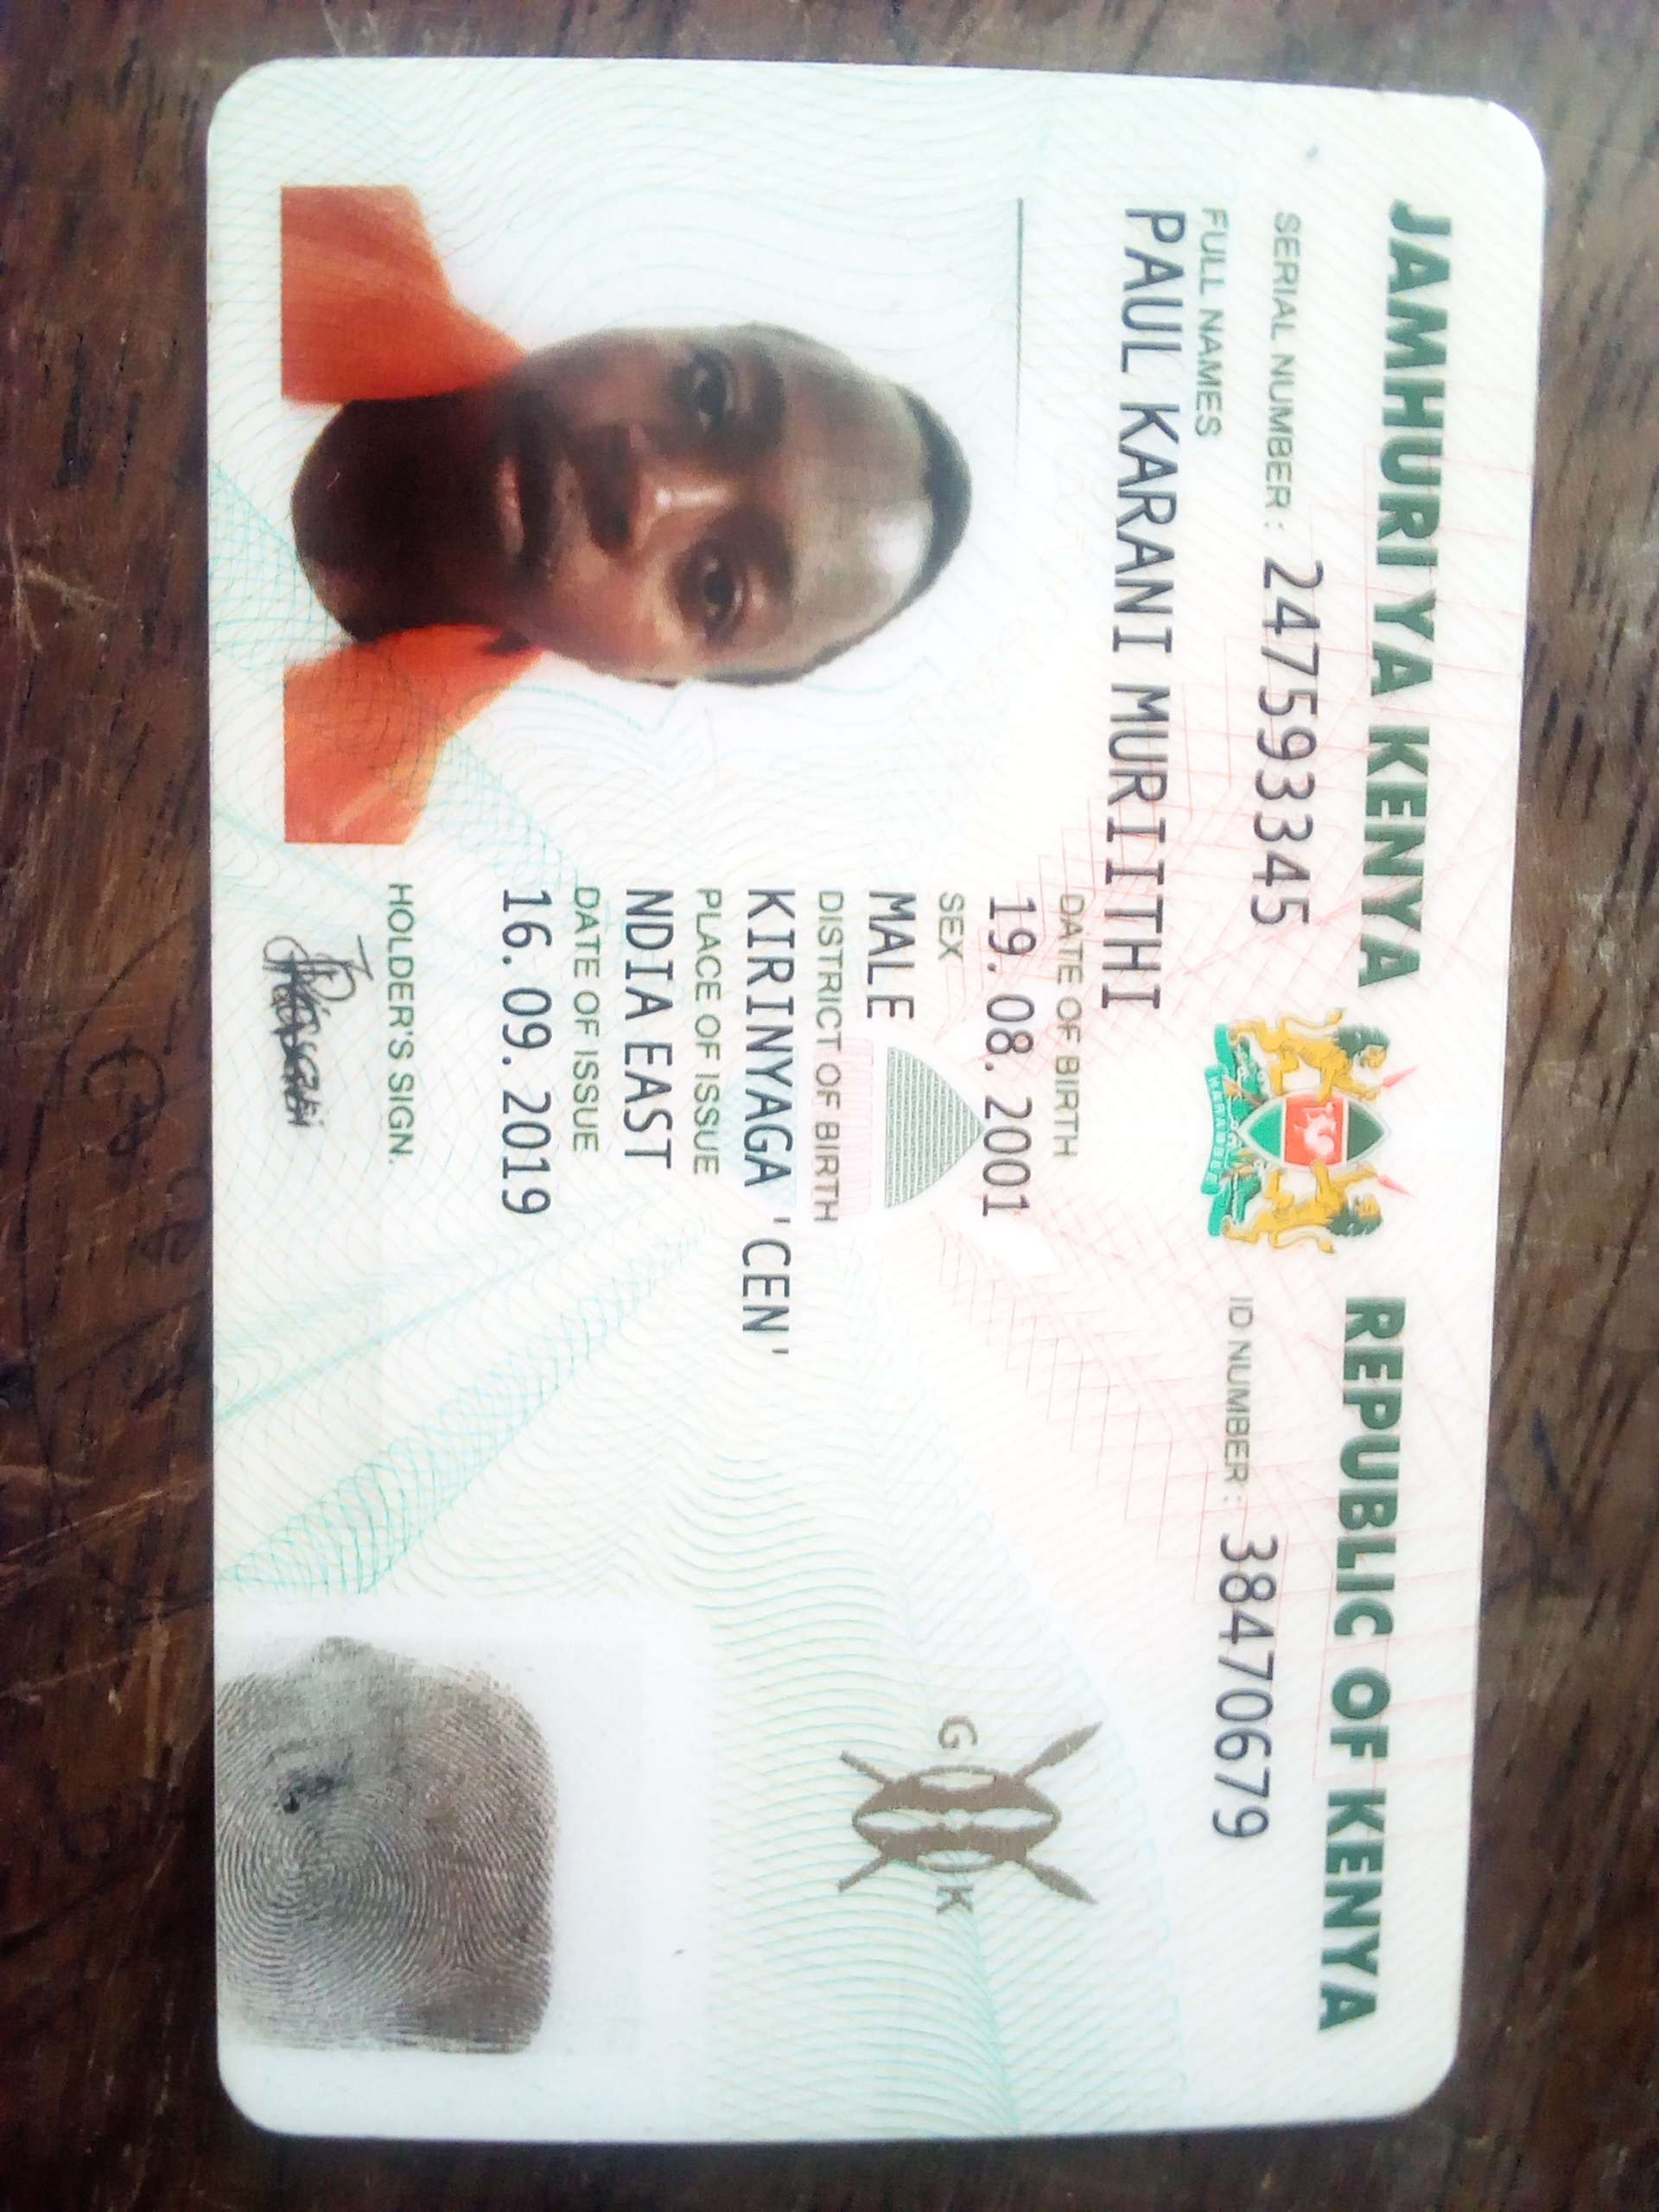 JAMHURI YA KENYA REPUBLIC OF KENYA
SERIAL NUMBER: 247593345 ID NUMBER: 38470679
FULL NAMES
PAUL KARANI MURIITHI
DATE OF BIRTH
19. 08. 2001
SEX
MALE
DISTRICT OF BIRTH
KIRINYAGA 'CEN'
PLACE OF ISSUE
NDIA EAST
DATE OF ISSUE
16. 09. 2019
HOLDER'S SIGN.
G K